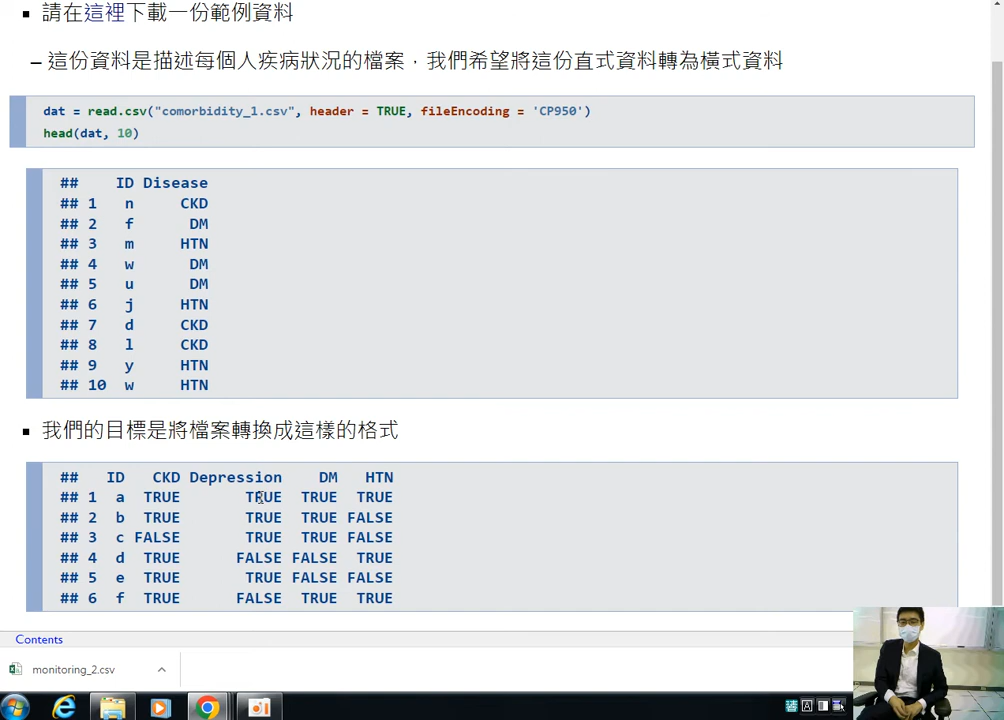 請在這裡下載一份範例資料
– 這份資料是描述每個人疾病狀況的檔案，我們希望將這份直式資料轉為橫式資料
dat = read.csv("comorbidity_1.csv", header = TRUE, fileEncoding = 'CP950')
head(dat, 10)
## ID Disease
## 1 n CKD
## 2 f DM
## 3 m HTN
## 4 w DM
## 5 u DM
## 6 j HTN
## 7 d CKD
## 8 l CKD
## 9 y HTN
## 10 w HTN
我們的目標是將檔案轉換成這樣的格式
## ID CKD Depression DM HTN
## 1 a TRUE TRUE TRUE TRUE
## 2 b TRUE TRUE TRUE FALSE
## 3 c FALSE TRUE TRUE FALSE
## 4 d TRUE FALSE FALSE TRUE
## 5 e TRUE TRUE FALSE FALSE
## 6 f TRUE FALSE TRUE TRUE
Contents
monitoring_2.csv